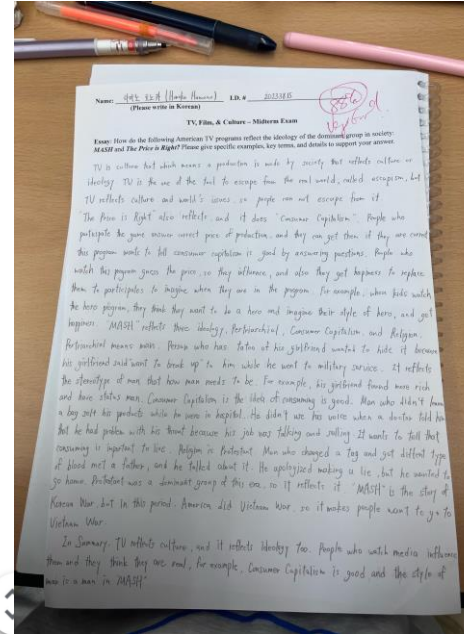 Name: (Honoka
(Please write in Korean) I.D. #
TV, Film, & Culture – Midterm Exam
Essay: How do the following American TV programs reflect the ideology of the dominant group in society:
MASH and The Price is Right? Please give specific examples, key terms, and details to support your answer.
TV is culture text which means a production is made by society that reflects culture or
ideology. TV is the use of the tool to escape from the real world, called escapism, but
TV reflects culture and world's issues, so people can not escape from it.
"The Price is Right" also reflects, and it does "Consumer Capitalism". People who
participate the game answer correct price of production, and they can get them if they are correct
this program wants to tell consumer capitalism is good by answering questions. People who
watch this program guess the price, so they influence, and also they get happiness to replace
them to participates to imagine when they are in the program. For example, when kids watch
the hero program, they think they want to be a hero and imagine their style of hero, and get
happiness. "MASH" reflects three ideology, Patriarchial, Consumer Capitalism, and Religion.
Patriarchial means man. Person who has of his girlfriend wanted to hide it because
his girlfriend said "want to break up" to him while he went to military service. It reflects
the stereotype of man that how man needs to be. For example, his girlfriend found more rich
and have status man. Consumer Capitalism is the idea of consuming is good. Man who didn't
a bag sold his products while he were in hospital. He didn't use his voice when a doctor told him
that he had problem with his throat because his job was talking and selling. It wants to tell that
consuming is important to live. Religion is Protestant. Man who changed a tag and got different type
of blood met a father, and he talked about it. He apologized making a lie, but he wanted to
go home. Protestant was a dominant group of this era, so it reflects it. "MASH" is the story of
Korean War, but in this period, America did Vietnam War, so it makes people want to go to
Vietnam War.
In Summary, TV reflects culture, and it reflects ideology too. People who watch media influence
them and they think they are real, For example, Consumer Capitalism is good and the style of
man is a man in "MASH"